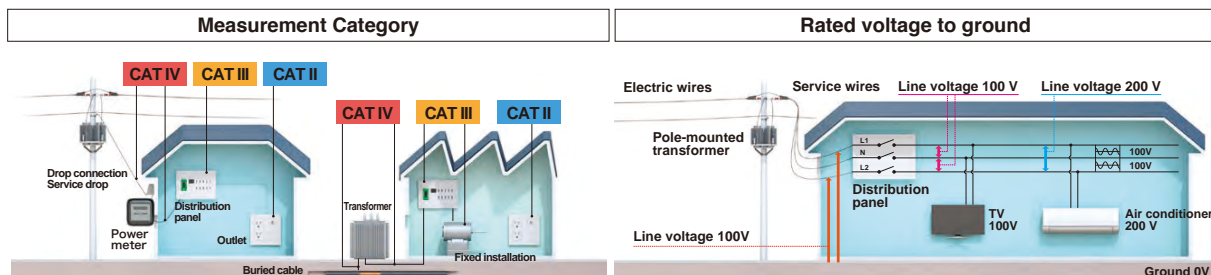 Measurement Category
CAT IV
CAT III
CAT II
Drop connection
Service drop
Power
meter
Distribution
panel
Outlet
CAT IV
CAT III
CAT II
Transformer
Fixed installation
Buried cable
Rated voltage to ground
Electric wires
Service wires
Line voltage 100 V
Line voltage 200 V
Pole-mounted
transformer
L1
N
L2
100V
100V
Distribution
panel
TV
100V
Air conditioner
200 V
Line voltage 100V
Ground 0V